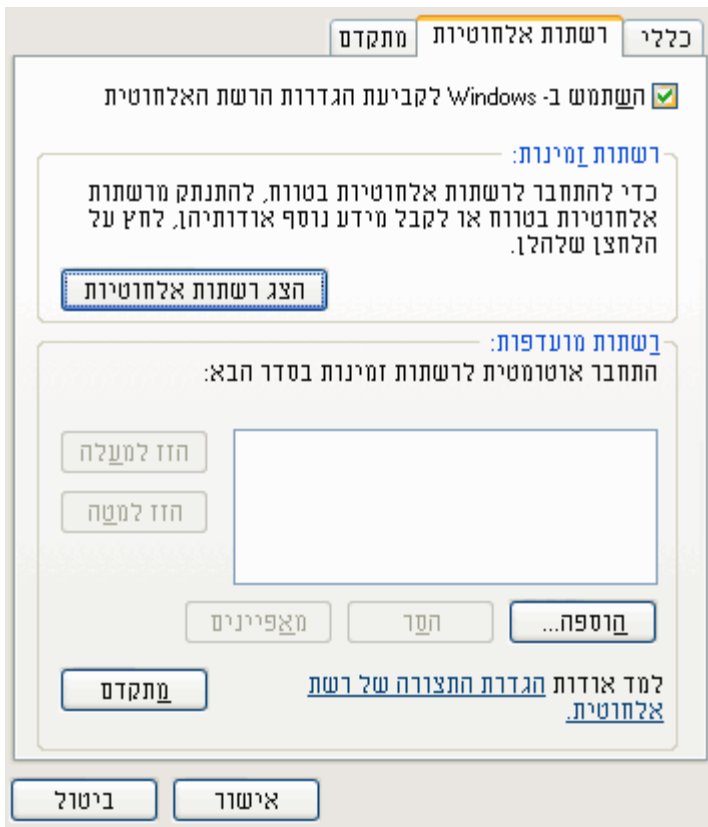 כללי
רשתות אלחוטיות
מתקדם
השתמש ב- Windows לקביעת הגדרות הרשת האלחוטית
רשתות זמינות:
כדי להתחבר לרשתות אלחוטיות בטווח, להתנתק מרשתות
אלחוטיות בטווח או לקבל מידע נוסף אודותיהן, לחץ על
הלחצן שלהלן.
הצג רשתות אלחוטיות
רשתות מועדפות:
התחבר אוטומטית לרשתות זמינות בסדר הבא:
הזז למעלה
הזז למטה
הוספה...
הסר
מאפיינים
למד אודות הגדרת התצורה של רשת
אלחוטית.
מתקדם
אישור
ביטול